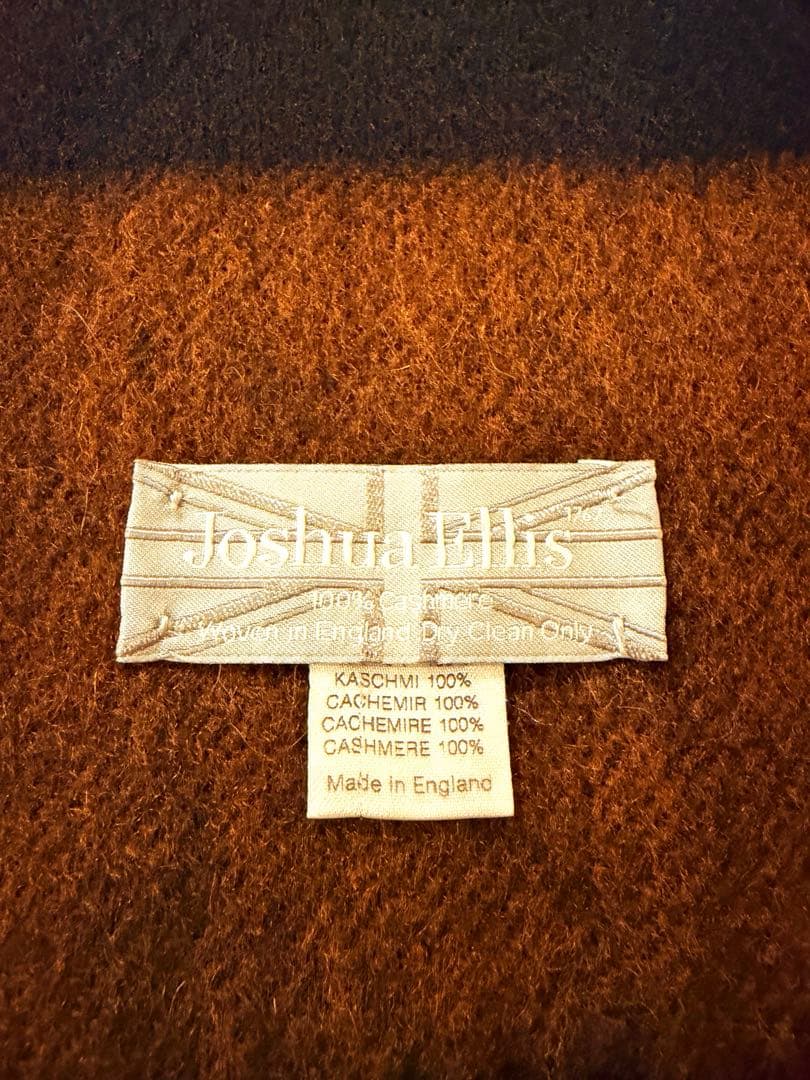 Joshua Ellis
100% Cashmere
Woven in England Dry Clean Only
KASCHMI 100%
CACHEMIR 100%
CACHEMIRE 100%
CASHMERE 100%
Made in England